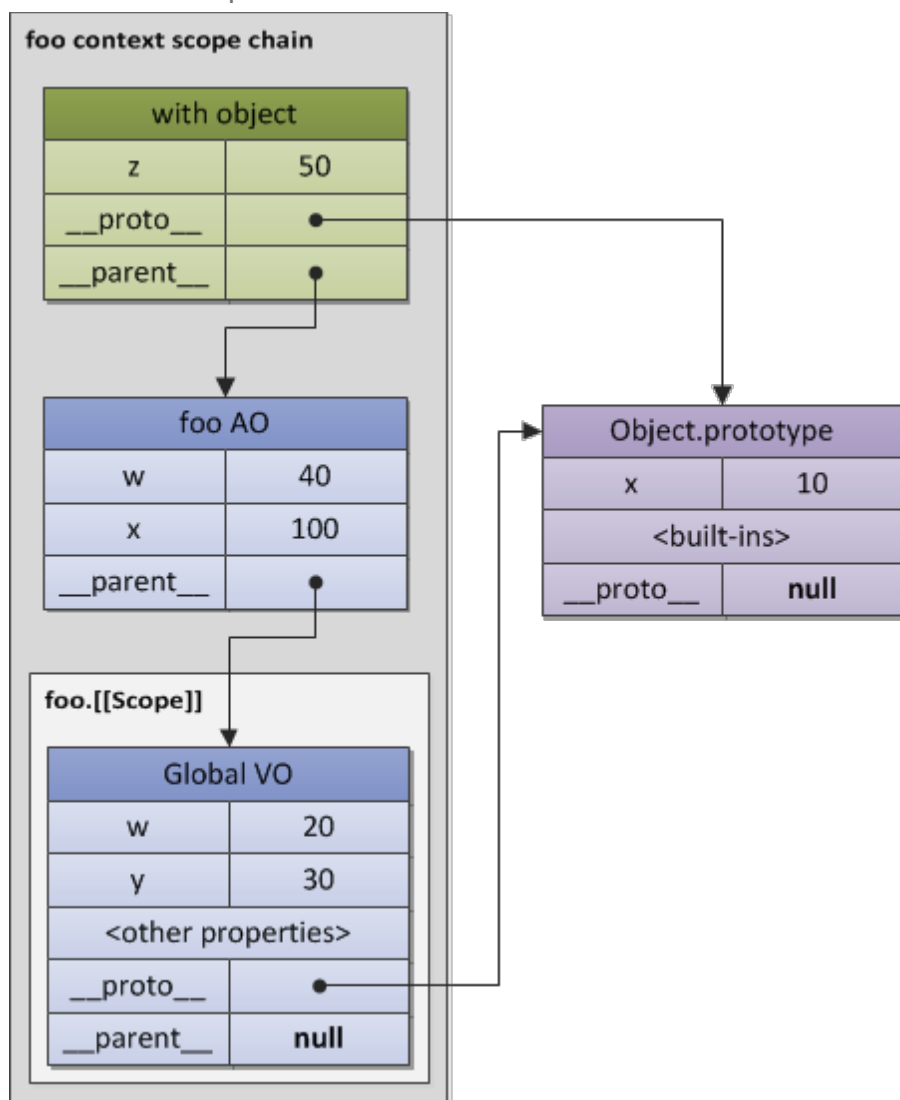 foo context scope chain
with object
z 50
__proto__
__parent__
foo AO
w 40
x 100
__parent__
foo.[[Scope]]
Global VO
w 20
y 30
<other properties>
__proto__
__parent__ null
Object.prototype
x 10
<built-ins>
__proto__ null